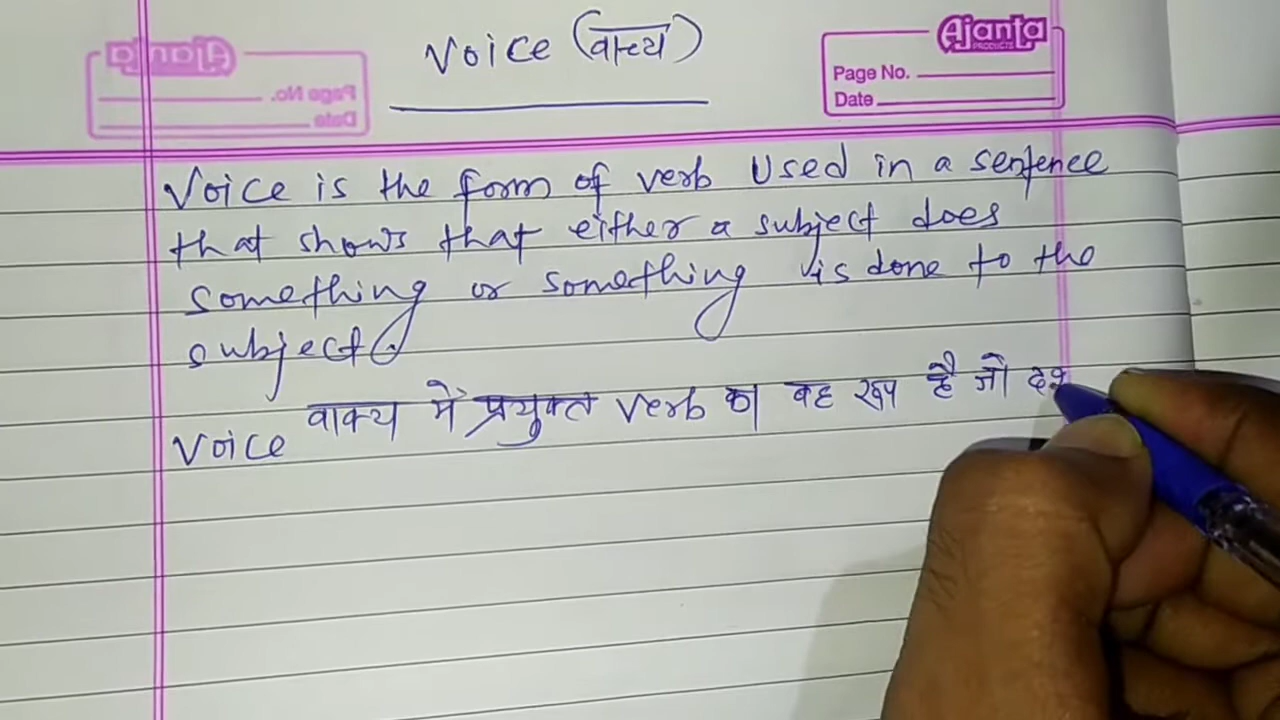 Voice (वाच्य)
Ajanta
PRODUCTS
Page No.
Date
Voice is the form of verb Used in a sentence
that shows that either a subject does
something or something is done to the
subject.
Voice वाक्य में प्रयुक्त verb का वह रूप है जो